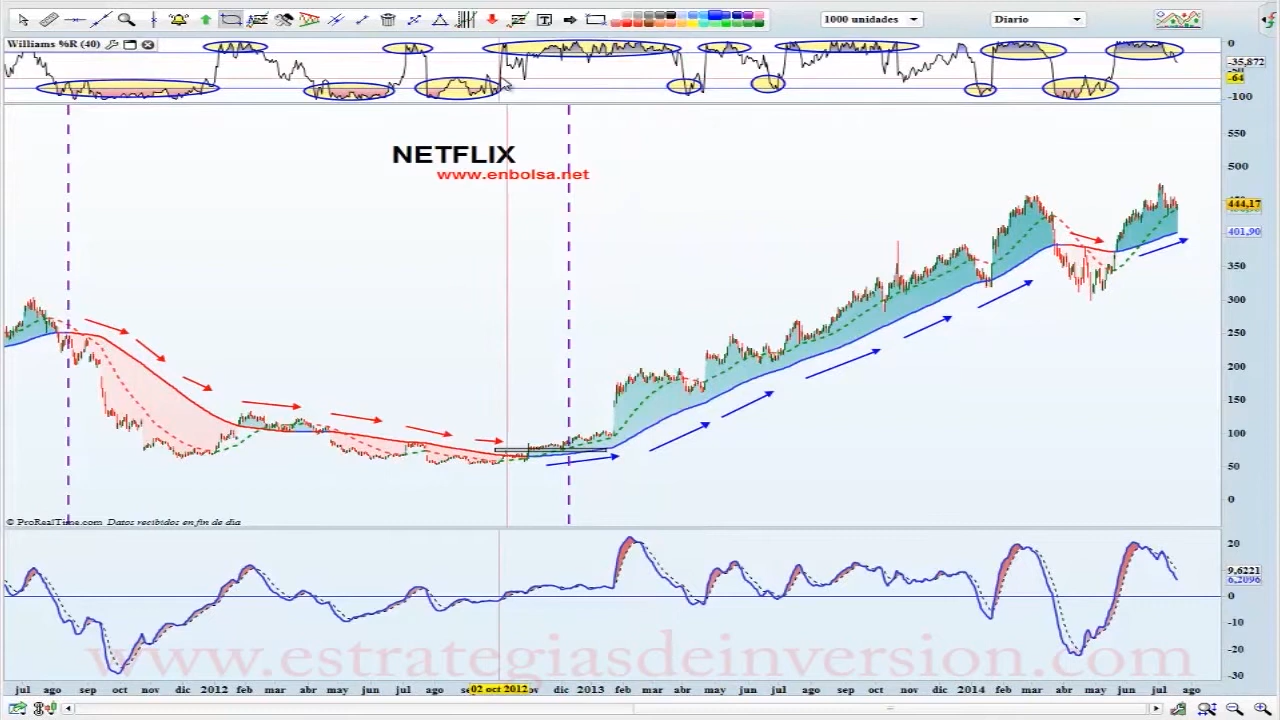 1000 unidades
Diario
Williams %R (40)
0
-35,872
-64
-100
550
500
444,17
401,90
350
300
250
200
150
100
50
0
NETFLIX
www.enbolsa.net
© ProRealTime.com Datos recibidos en fin de día
20
9,6221
6,2096
0
-10
-20
-30
www.estrategiasdeinversion.com
jul ago sep oct nov dic 2012 feb mar abr may jun jul ago 02 oct 2012 dic 2013 feb mar abr may jun jul ago sep oct nov dic 2014 feb mar abr may jun jul ago